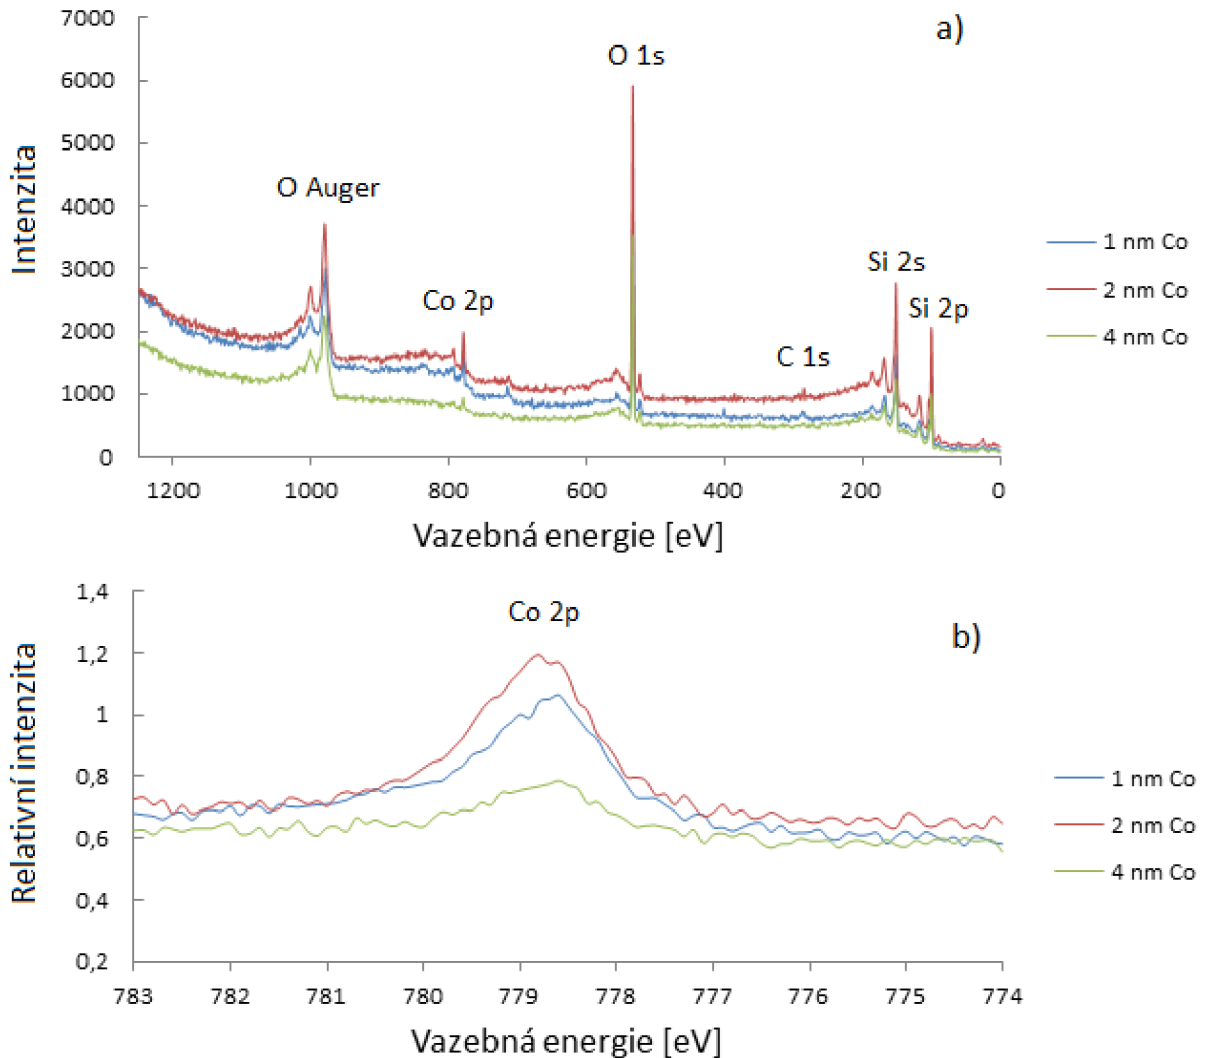 7000
a)
O 1s
6000
5000
Intenzita
O Auger
4000
1 nm Co
3000
Si 2s
Co 2p
2 nm Co
Si 2p
2000
4 nm Co
C 1s
1000
0
1200 1000 800 600 400 200 0
Vazebná energie [eV]
1,4
Co 2p
b)
1,2
1
Relativní intenzita
0,8
1 nm Co
2 nm Co
0,6
4 nm Co
0,4
0,2
783 782 781 780 779 778 777 776 775 774
Vazebná energie [eV]